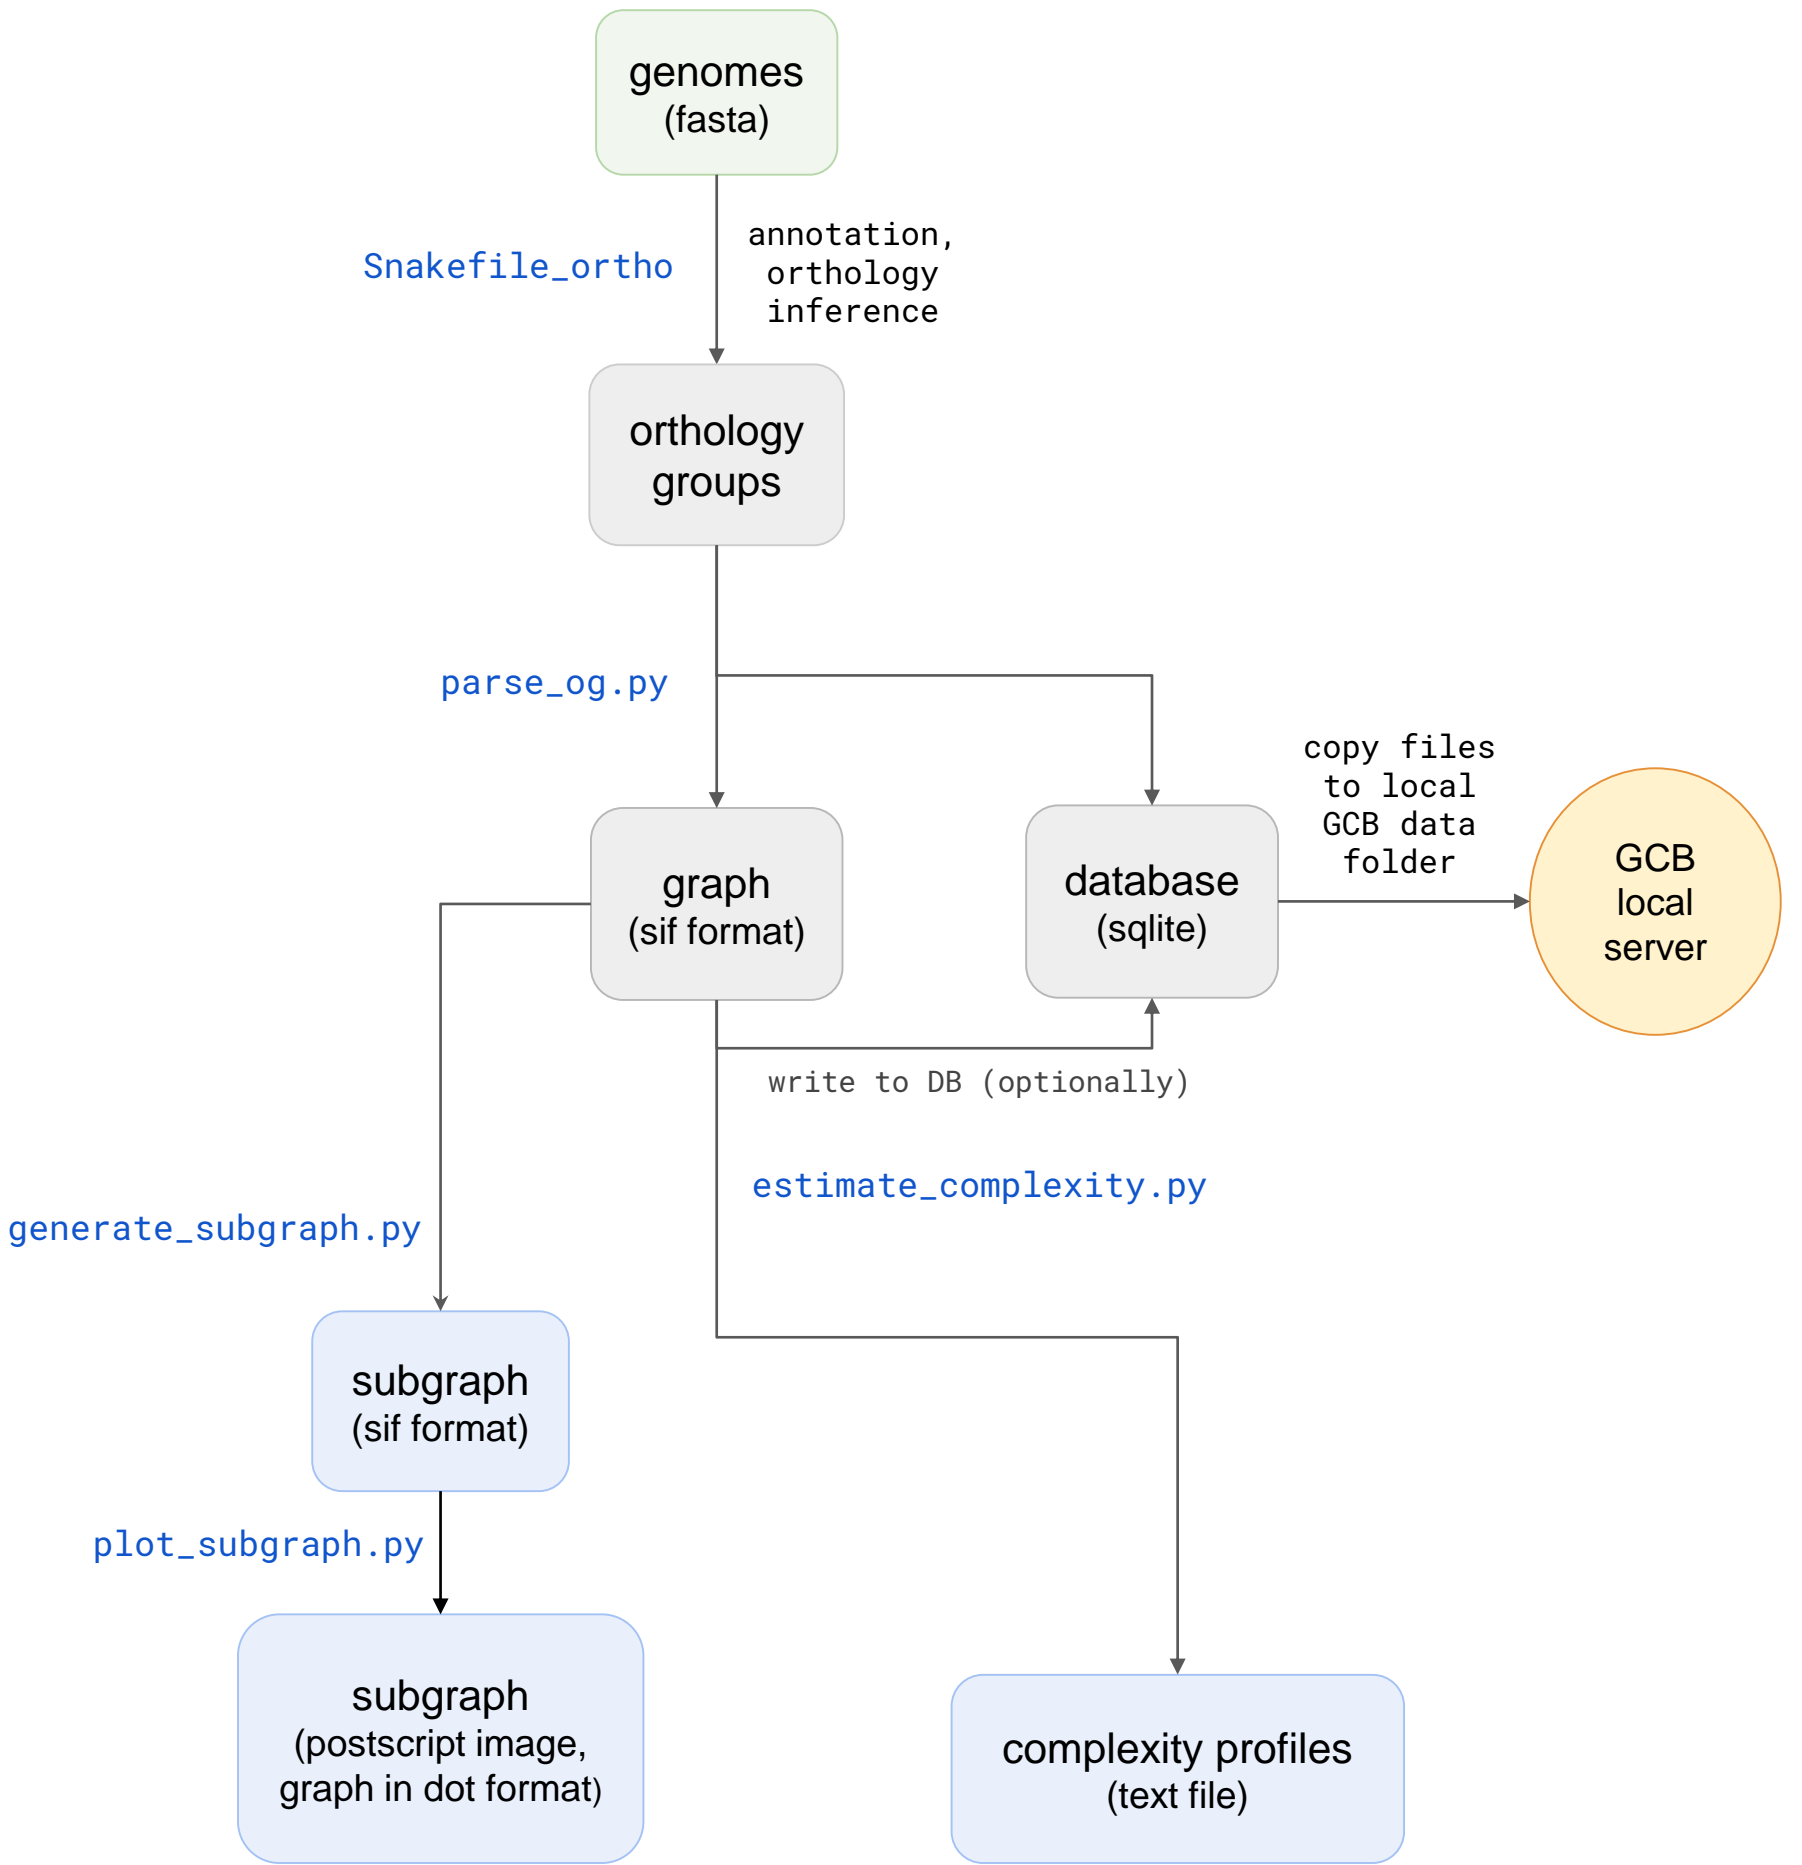 genomes
(fasta)
Snakefile_ortho
annotation,
orthology
inference
orthology
groups
parse_og.py
copy files
to local
GCB data
folder
graph
(sif format)
database
(sqlite)
GCB
local
server
write to DB (optionally)
estimate_complexity.py
generate_subgraph.py
subgraph
(sif format)
plot_subgraph.py
subgraph
(postscript image,
graph in dot format)
complexity profiles
(text file)